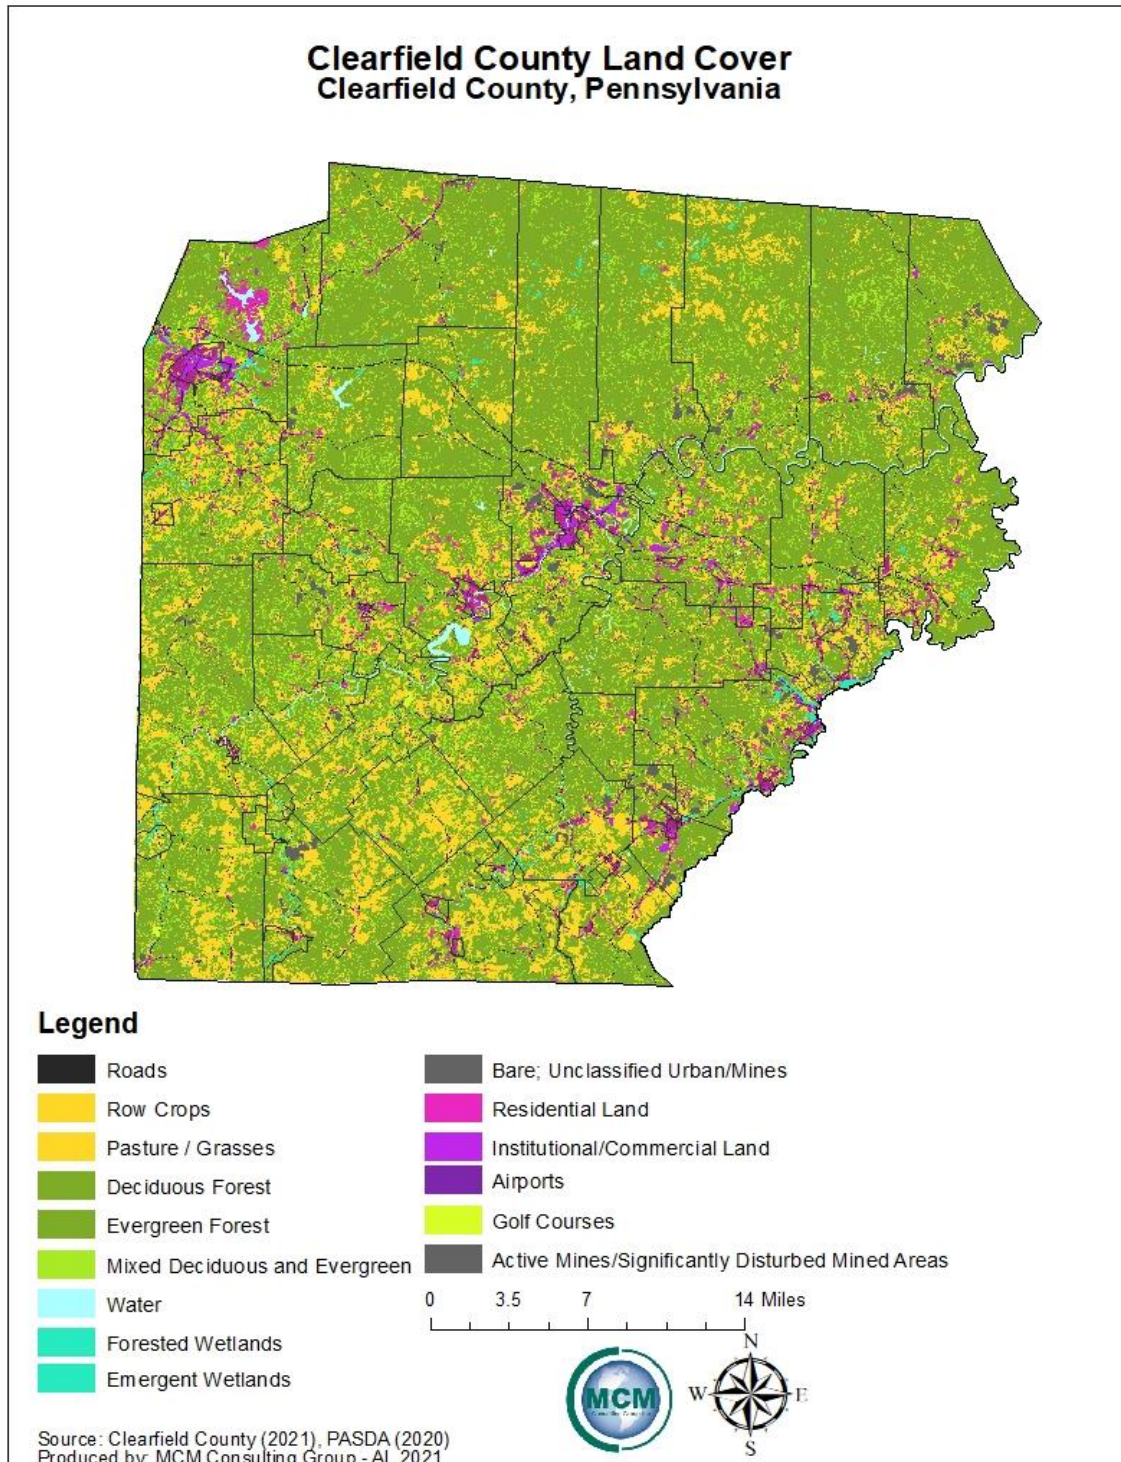 Clearfield County Land Cover
Clearfield County, Pennsylvania
Legend
Roads
Row Crops
Pasture / Grasses
Deciduous Forest
Evergreen Forest
Mixed Deciduous and Evergreen
Water
Forested Wetlands
Emergent Wetlands
Bare; Unclassified Urban/Mines
Residential Land
Institutional/Commercial Land
Airports
Golf Courses
Active Mines/Significantly Disturbed Mined Areas
0 3.5 7 14 Miles
N
W E
S
MCM
Source: Clearfield County (2021), PASDA (2020)
Produced by: MCM Consulting Group - AL 2021